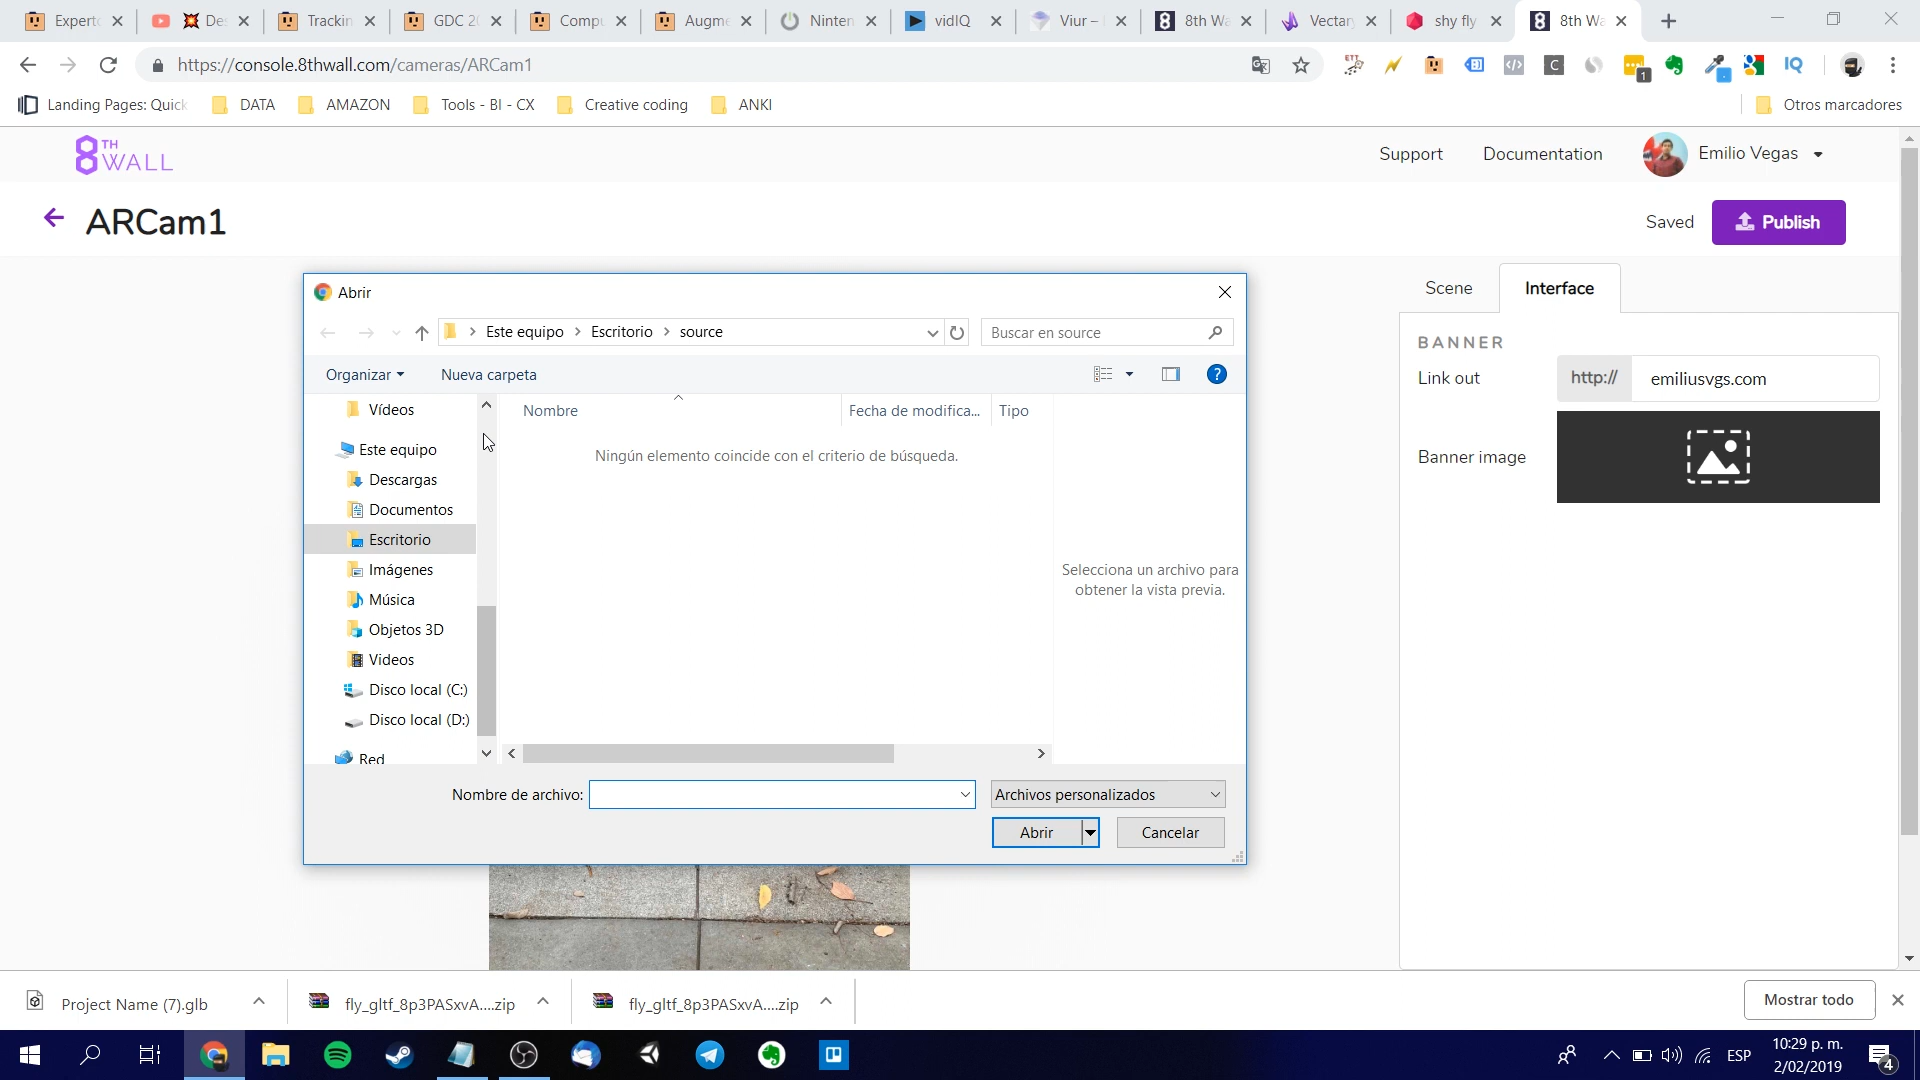 Expert
De
Trackin
GDC 2
Comp
Augme
Ninten
vidIQ
Viur –
8th Wa
Vectar
shy fly
8th Wa
https://console.8thwall.com/cameras/ARCam1
Landing Pages: Quick
DATA
AMAZON
Tools - BI - CX
Creative coding
ANKI
Otros marcadores
8TH WALL
Support
Documentation
Emilio Vegas
ARCam1
Saved
Publish
Abrir
Este equipo
Escritorio
source
Buscar en source
Organizar
Nueva carpeta
Vídeos
Este equipo
Descargas
Documentos
Escritorio
Imágenes
Música
Objetos 3D
Videos
Disco local (C:)
Disco local (D:)
Red
Nombre
Fecha de modifica...
Tipo
Ningún elemento coincide con el criterio de búsqueda.
Selecciona un archivo para
obtener la vista previa.
Nombre de archivo:
Archivos personalizados
Abrir
Cancelar
Scene
Interface
BANNER
Link out
http://
emiliusvgs.com
Banner image
Project Name (7).glb
fly_gltf_8p3PASxvA....zip
fly_gltf_8p3PASxvA....zip
Mostrar todo
ESP
10:29 p. m.
2/02/2019
4